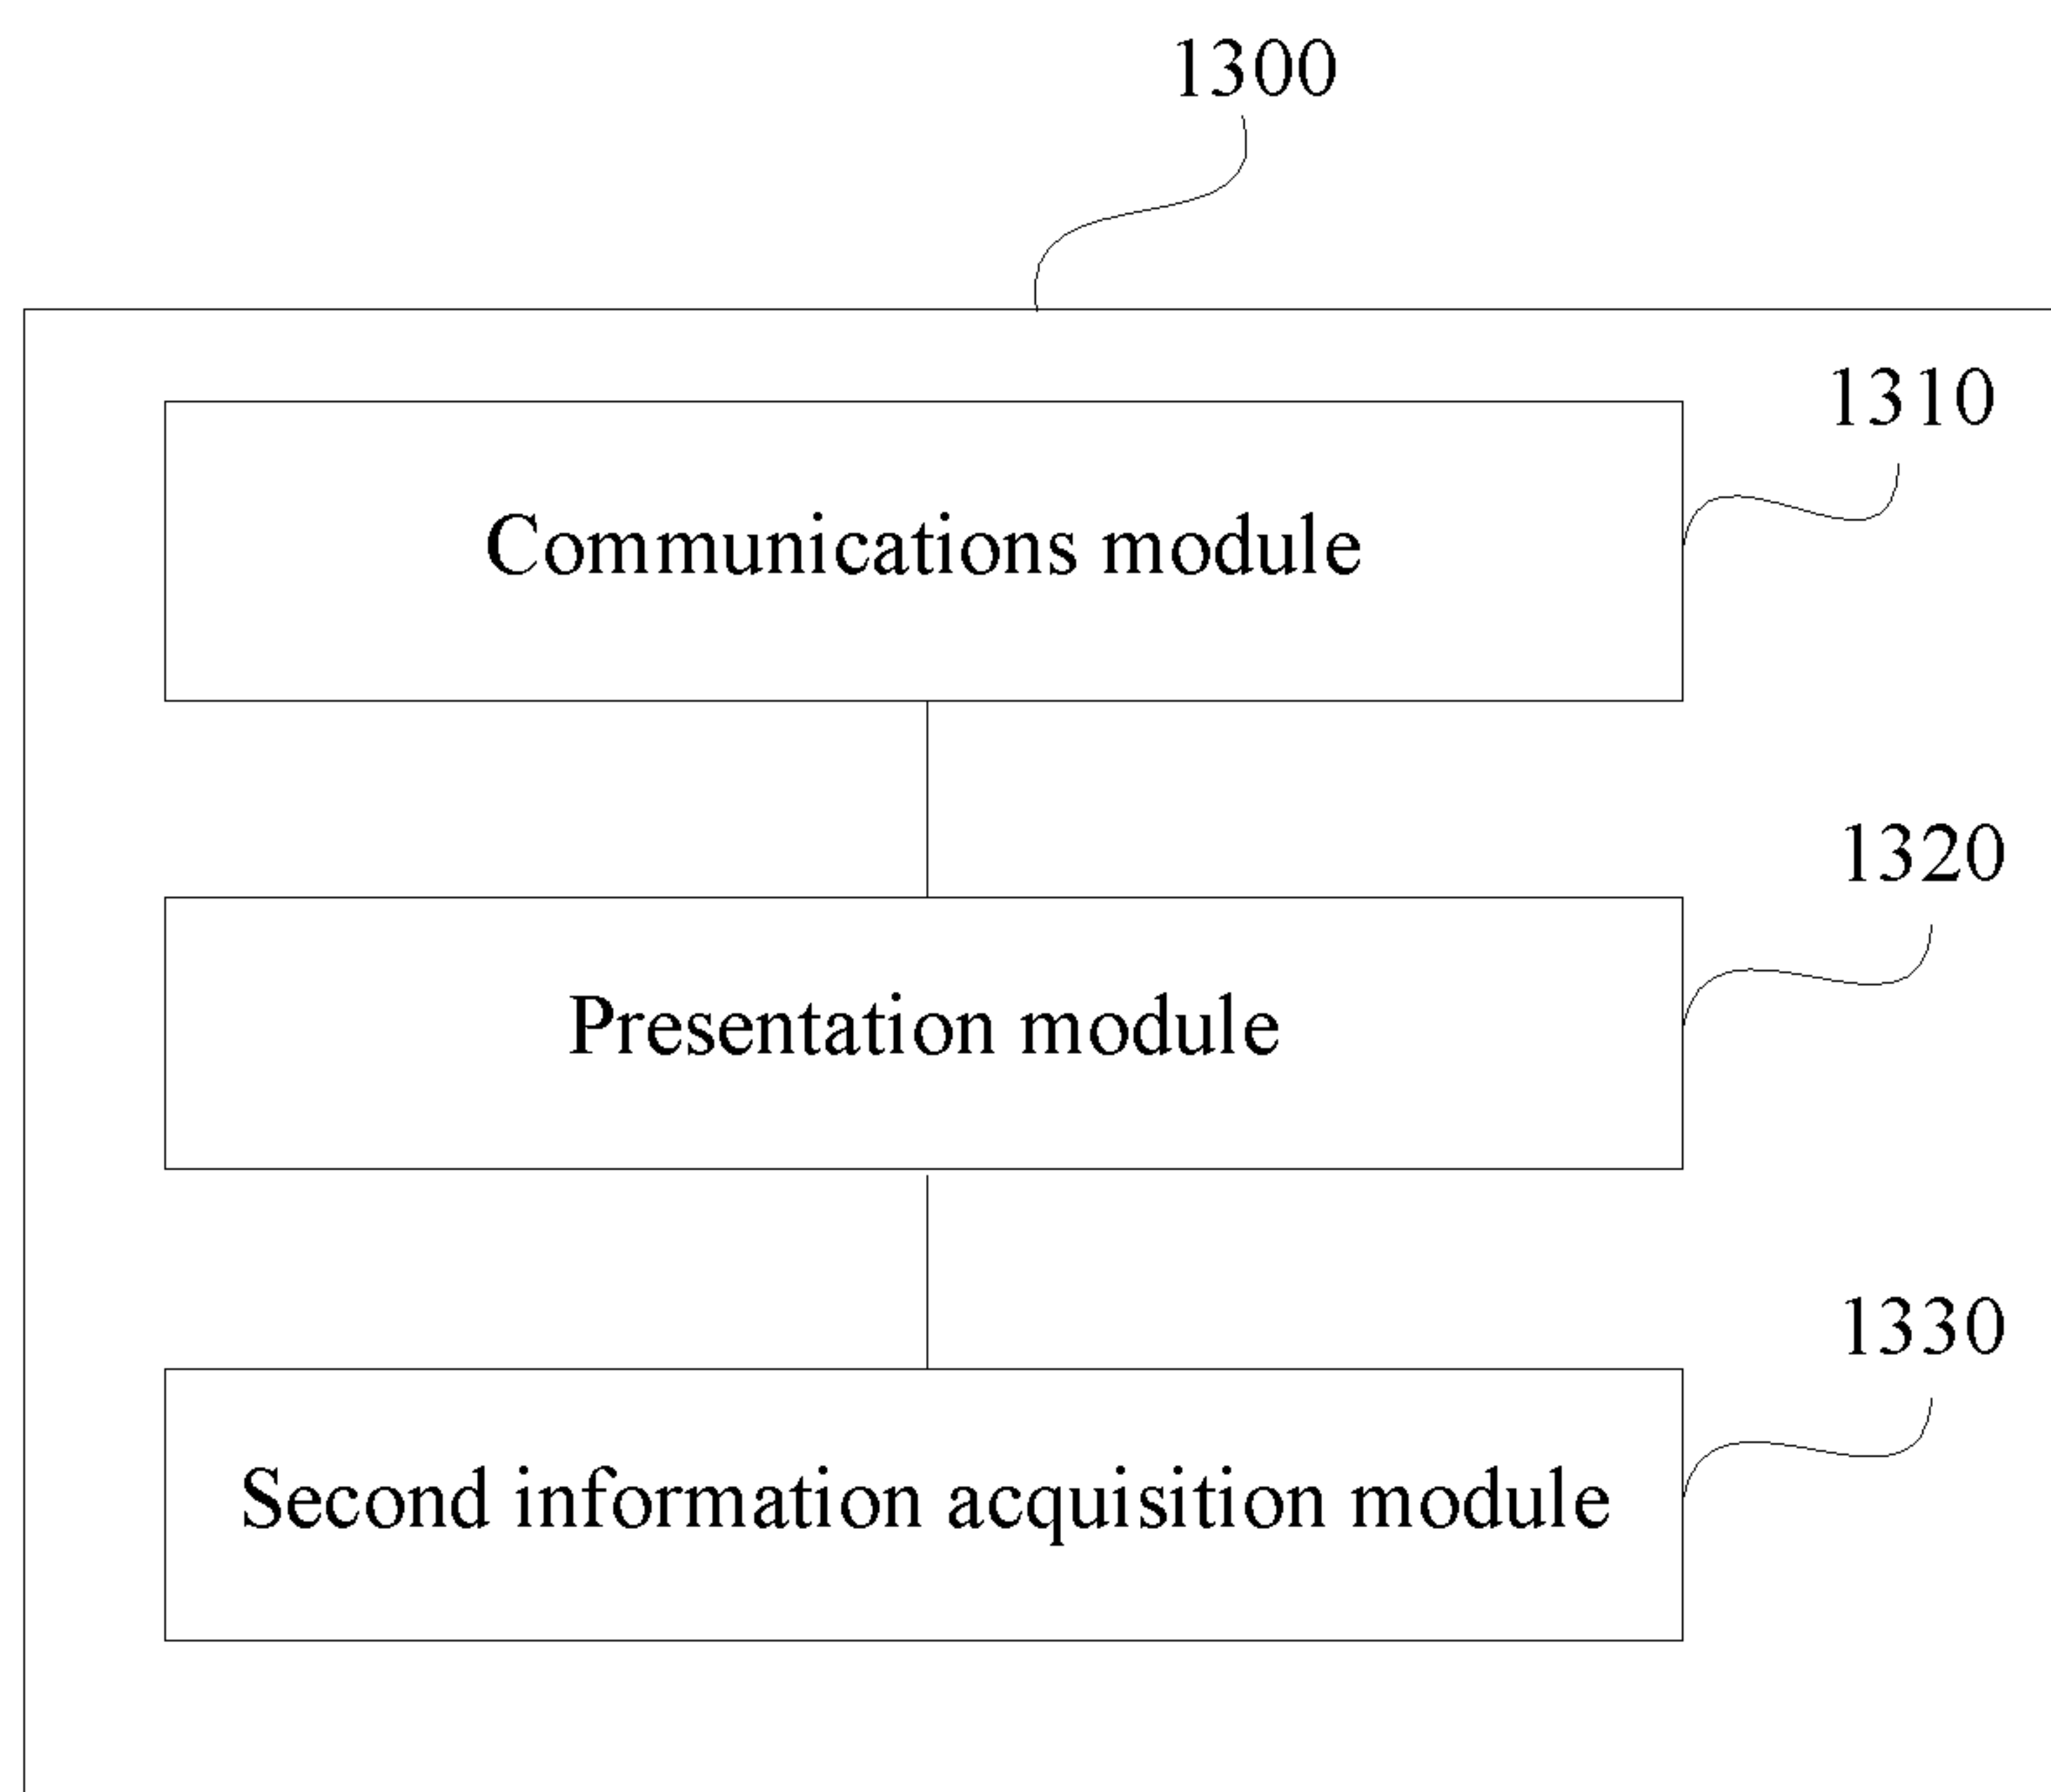 1300
1310
Communications module
1320
Presentation module
1330
Second information acquisition module